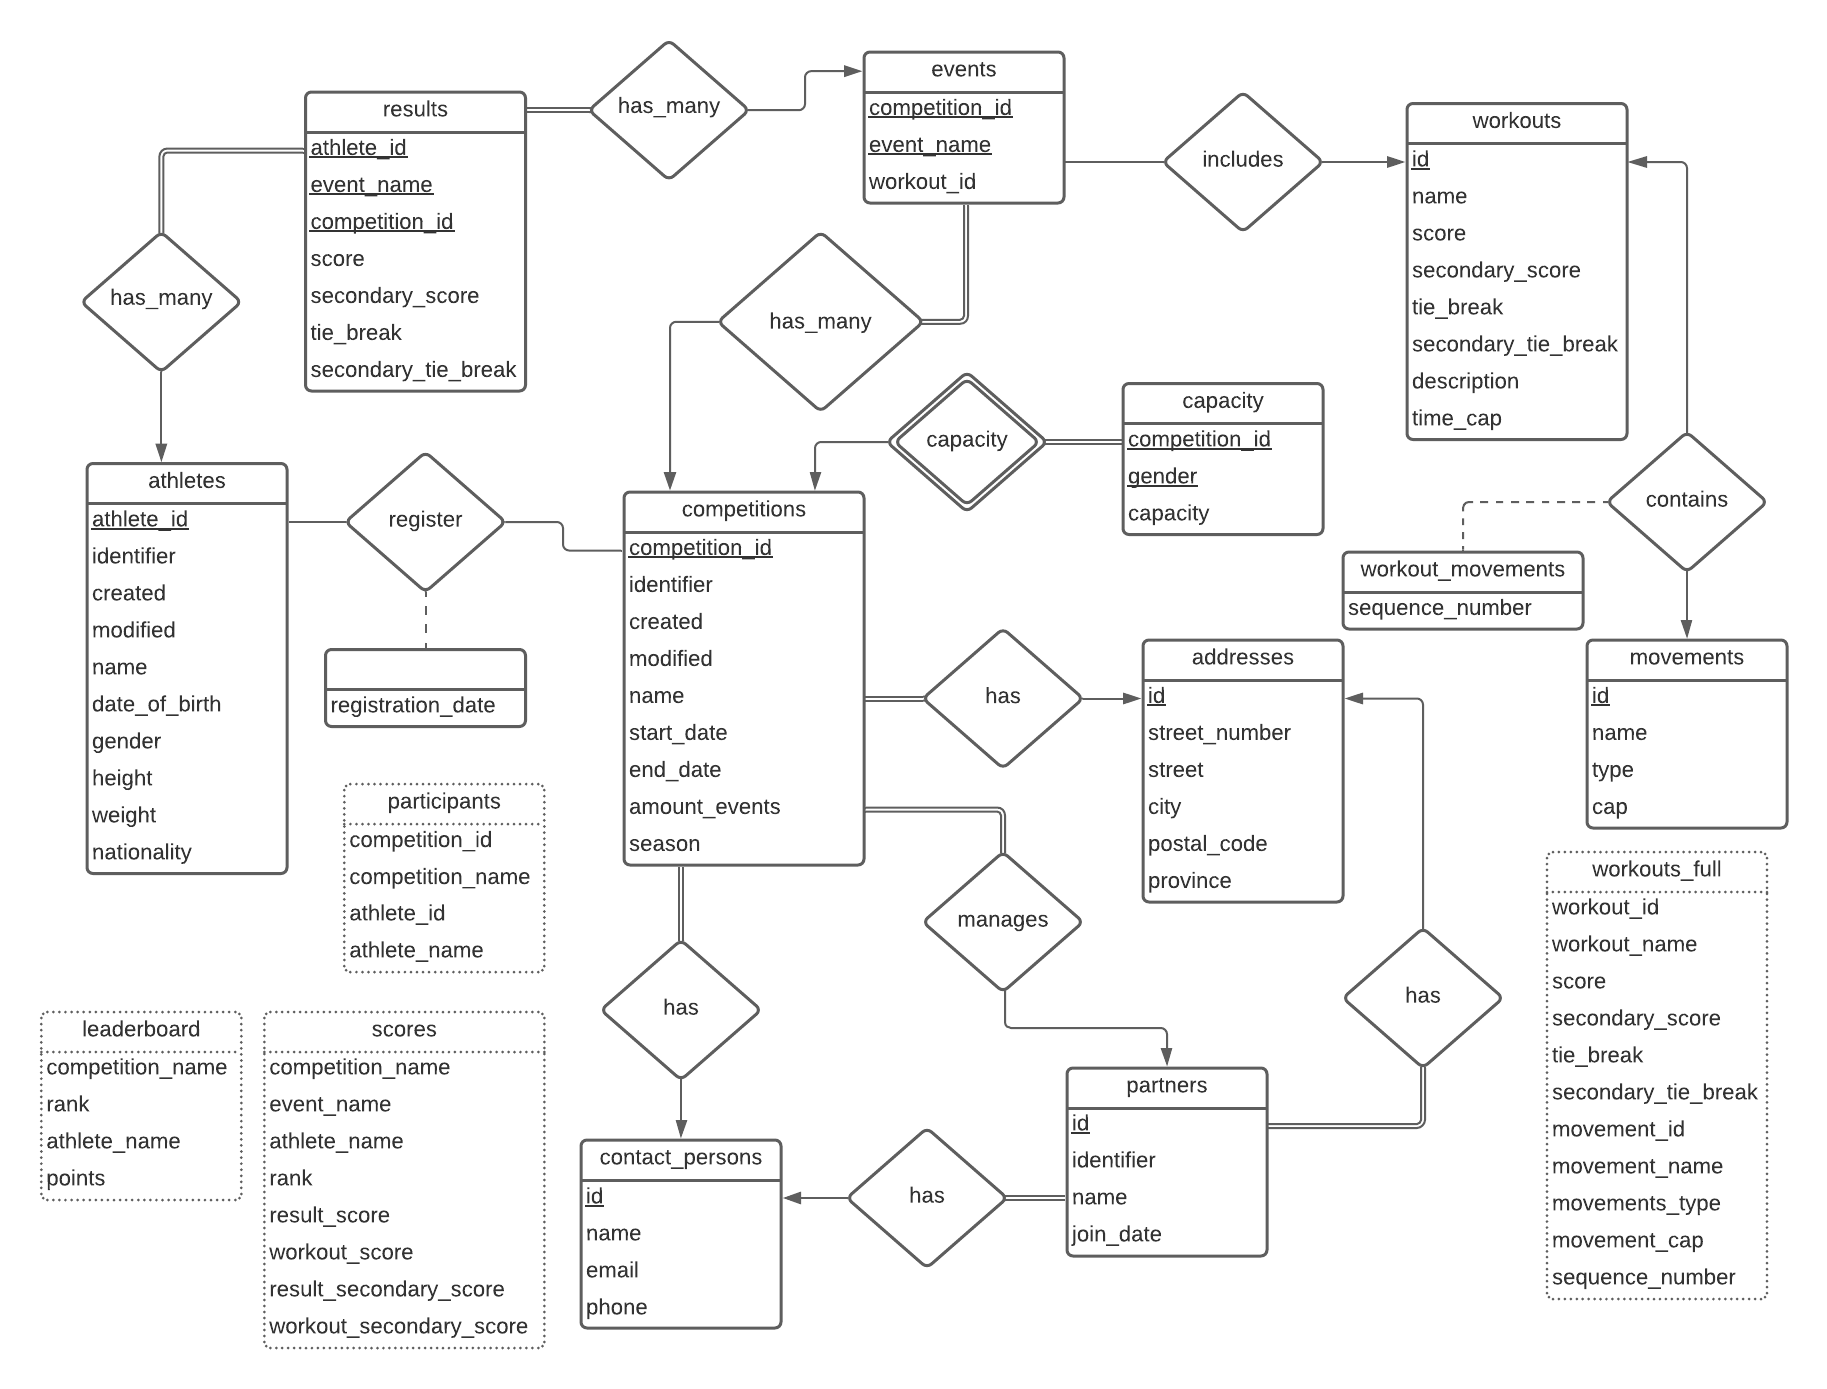 results
athlete_id
event_name
competition_id
score
secondary_score
tie_break
secondary_tie_break
has_many
events
competition_id
event_name
workout_id
includes
workouts
id
name
score
secondary_score
tie_break
secondary_tie_break
description
time_cap
has_many
has_many
capacity
capacity
competition_id
gender
capacity
contains
workout_movements
sequence_number
athletes
athlete_id
identifier
created
modified
name
date_of_birth
gender
height
weight
nationality
register
registration_date
competitions
competition_id
identifier
created
modified
name
start_date
end_date
amount_events
season
has
addresses
id
street_number
street
city
postal_code
province
movements
id
name
type
cap
participants
competition_id
competition_name
athlete_id
athlete_name
manages
has
has
workouts_full
workout_id
workout_name
score
secondary_score
tie_break
secondary_tie_break
movement_id
movement_name
movements_type
movement_cap
sequence_number
leaderboard
competition_name
rank
athlete_name
points
scores
competition_name
event_name
athlete_name
rank
result_score
workout_score
result_secondary_score
workout_secondary_score
contact_persons
id
name
email
phone
has
partners
id
identifier
name
join_date